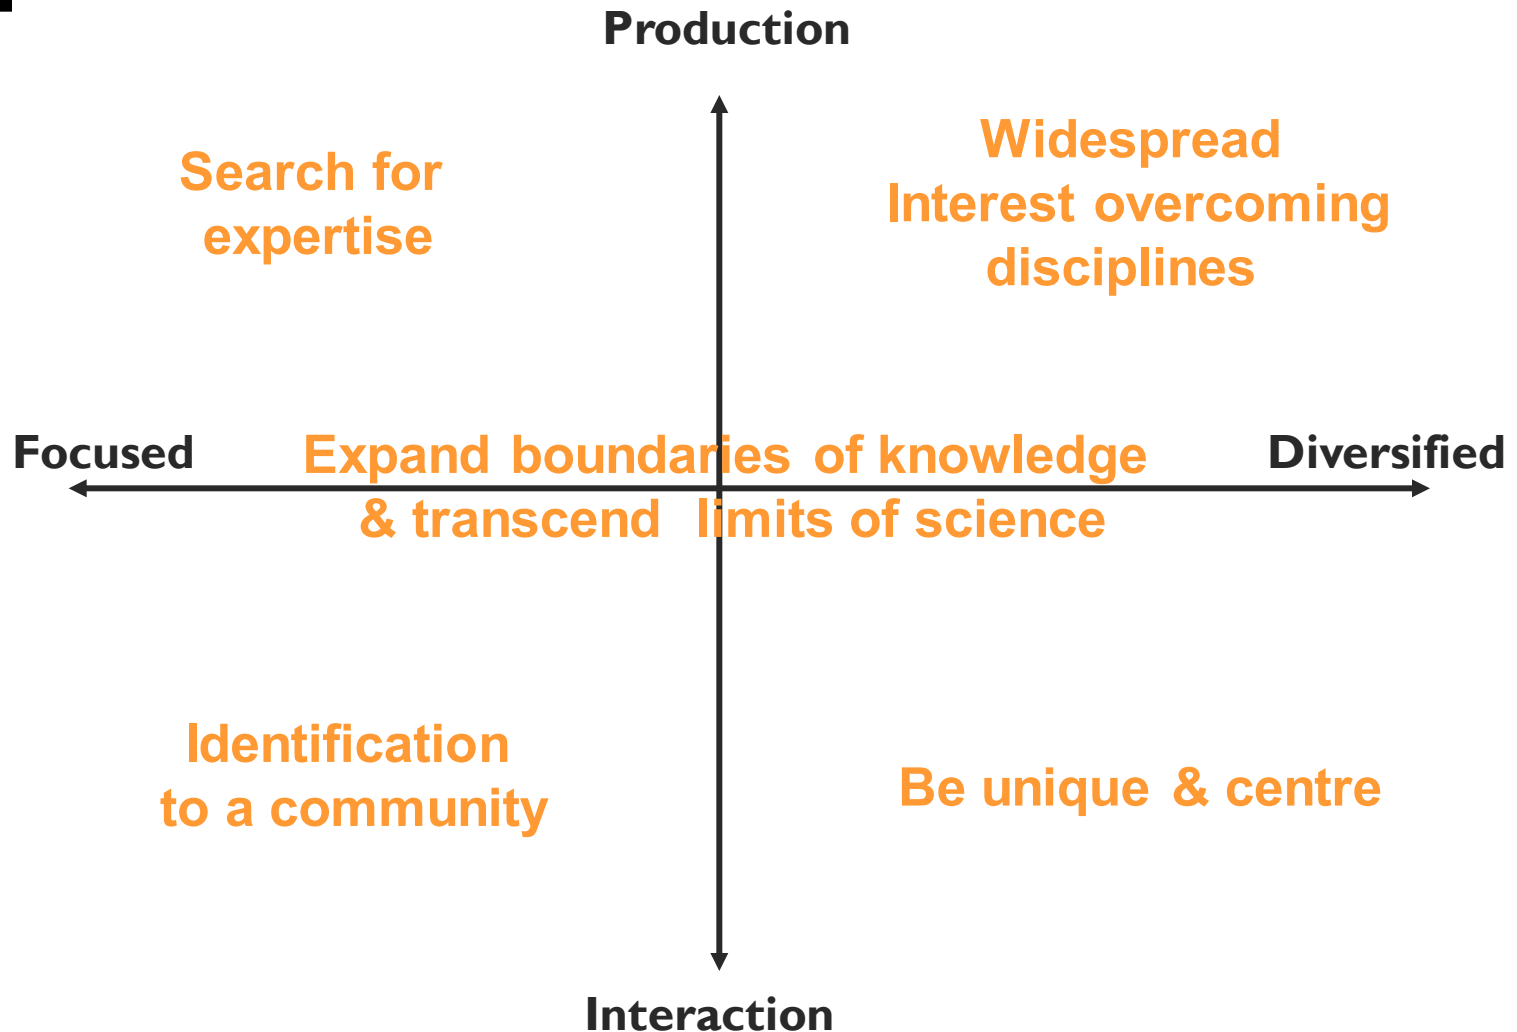 Production
Search for
expertise
Widespread
Interest overcoming
disciplines
Focused
Expand boundaries of knowledge
& transcend limits of science
Diversified
Identification
to a community
Be unique & centre
Interaction